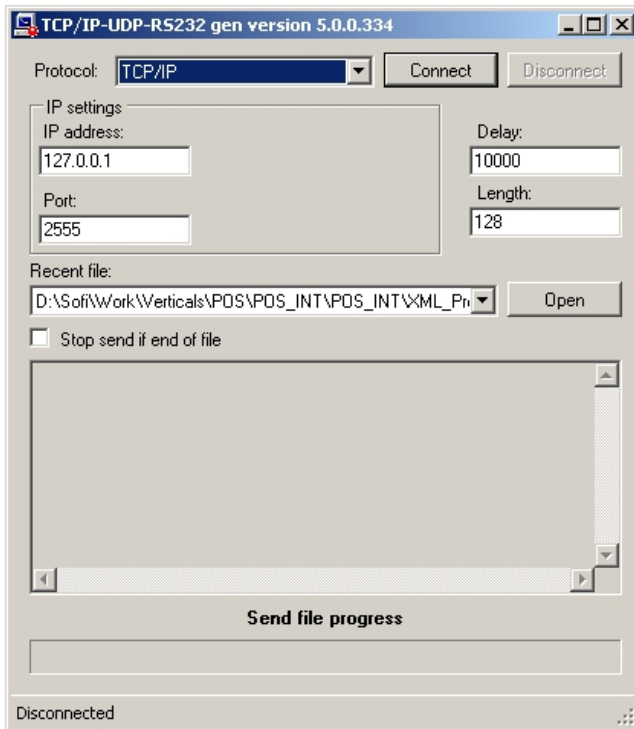 TCP/IP-UDP-RS232 gen version 5.0.0.334
Protocol: TCP/IP Connect Disconnect
IP settings
IP address: Delay:
127.0.0.1 10000
Port: Length:
2555 128
Recent file:
D:\Sofi\Work\Verticals\POS\POS_INT\POS_INT\XML_Pr Open
Stop send if end of file
Send file progress
Disconnected